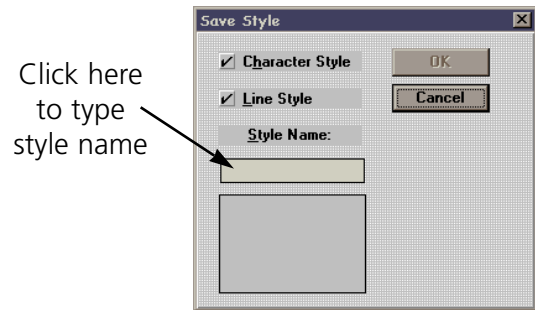 Save Style
Click here
to type
style name
Character Style
OK
Line Style
Cancel
Style Name: